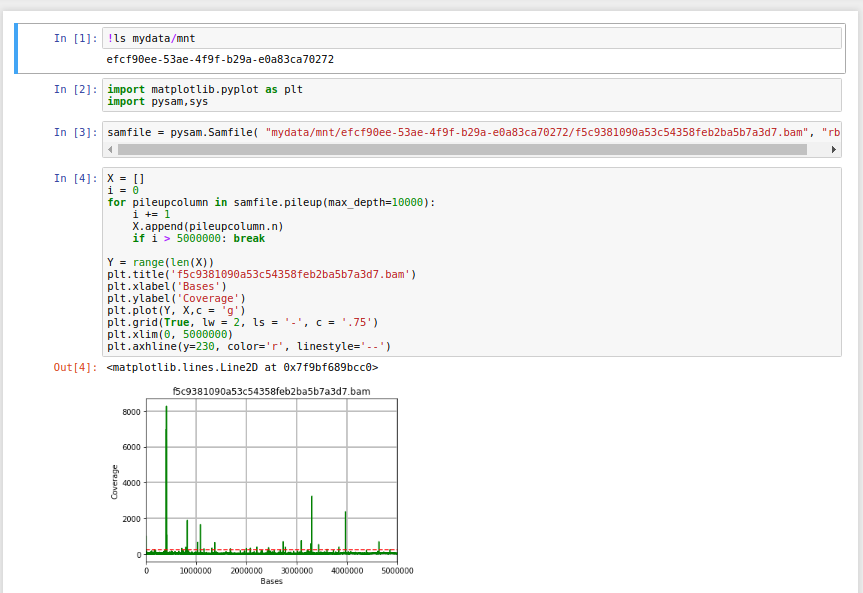 In [1]: !ls mydata/mnt
efcf90ee-53ae-4f9f-b29a-e0a83ca70272
In [2]: import matplotlib.pyplot as plt
import pysam,sys
In [3]: samfile = pysam.Samfile( "mydata/mnt/efcf90ee-53ae-4f9f-b29a-e0a83ca70272/f5c9381090a53c54358feb2ba5b7a3d7.bam", "rb
In [4]: X = []
i = 0
for pileupcolumn in samfile.pileup(max_depth=10000):
    i += 1
    X.append(pileupcolumn.n)
    if i > 5000000: break
Y = range(len(X))
plt.title('f5c9381090a53c54358feb2ba5b7a3d7.bam')
plt.xlabel('Bases')
plt.ylabel('Coverage')
plt.plot(Y, X,c = 'g')
plt.grid(True, lw = 2, ls = '-', c = '.75')
plt.xlim(0, 5000000)
plt.axhline(y=230, color='r', linestyle='--')
Out[4]: <matplotlib.lines.Line2D at 0x7f9bf689bcc0>
f5c9381090a53c54358feb2ba5b7a3d7.bam
8000
6000
Coverage
4000
2000
0
0 1000000 2000000 3000000 4000000 5000000
Bases